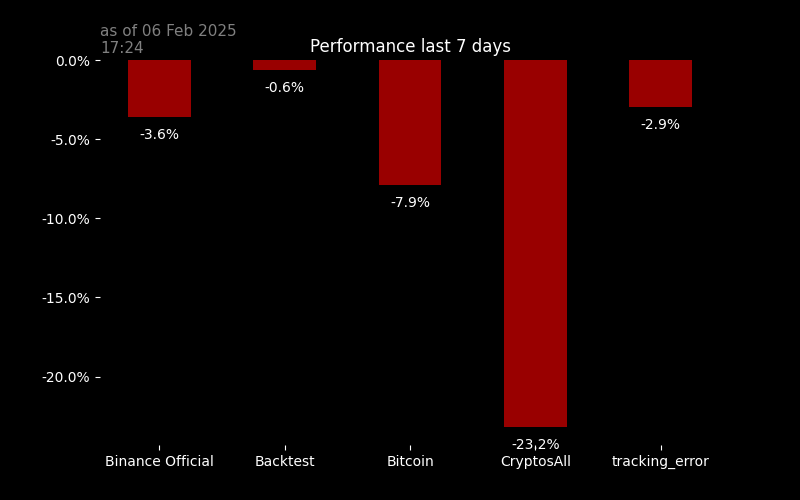 as of 06 Feb 2025
17:24
Performance last 7 days
0.0%
-5.0%
-10.0%
-15.0%
-20.0%
-3.6%
-0.6%
-7.9%
-23.2%
-2.9%
Binance Official
Backtest
Bitcoin
CryptosAll
tracking_error